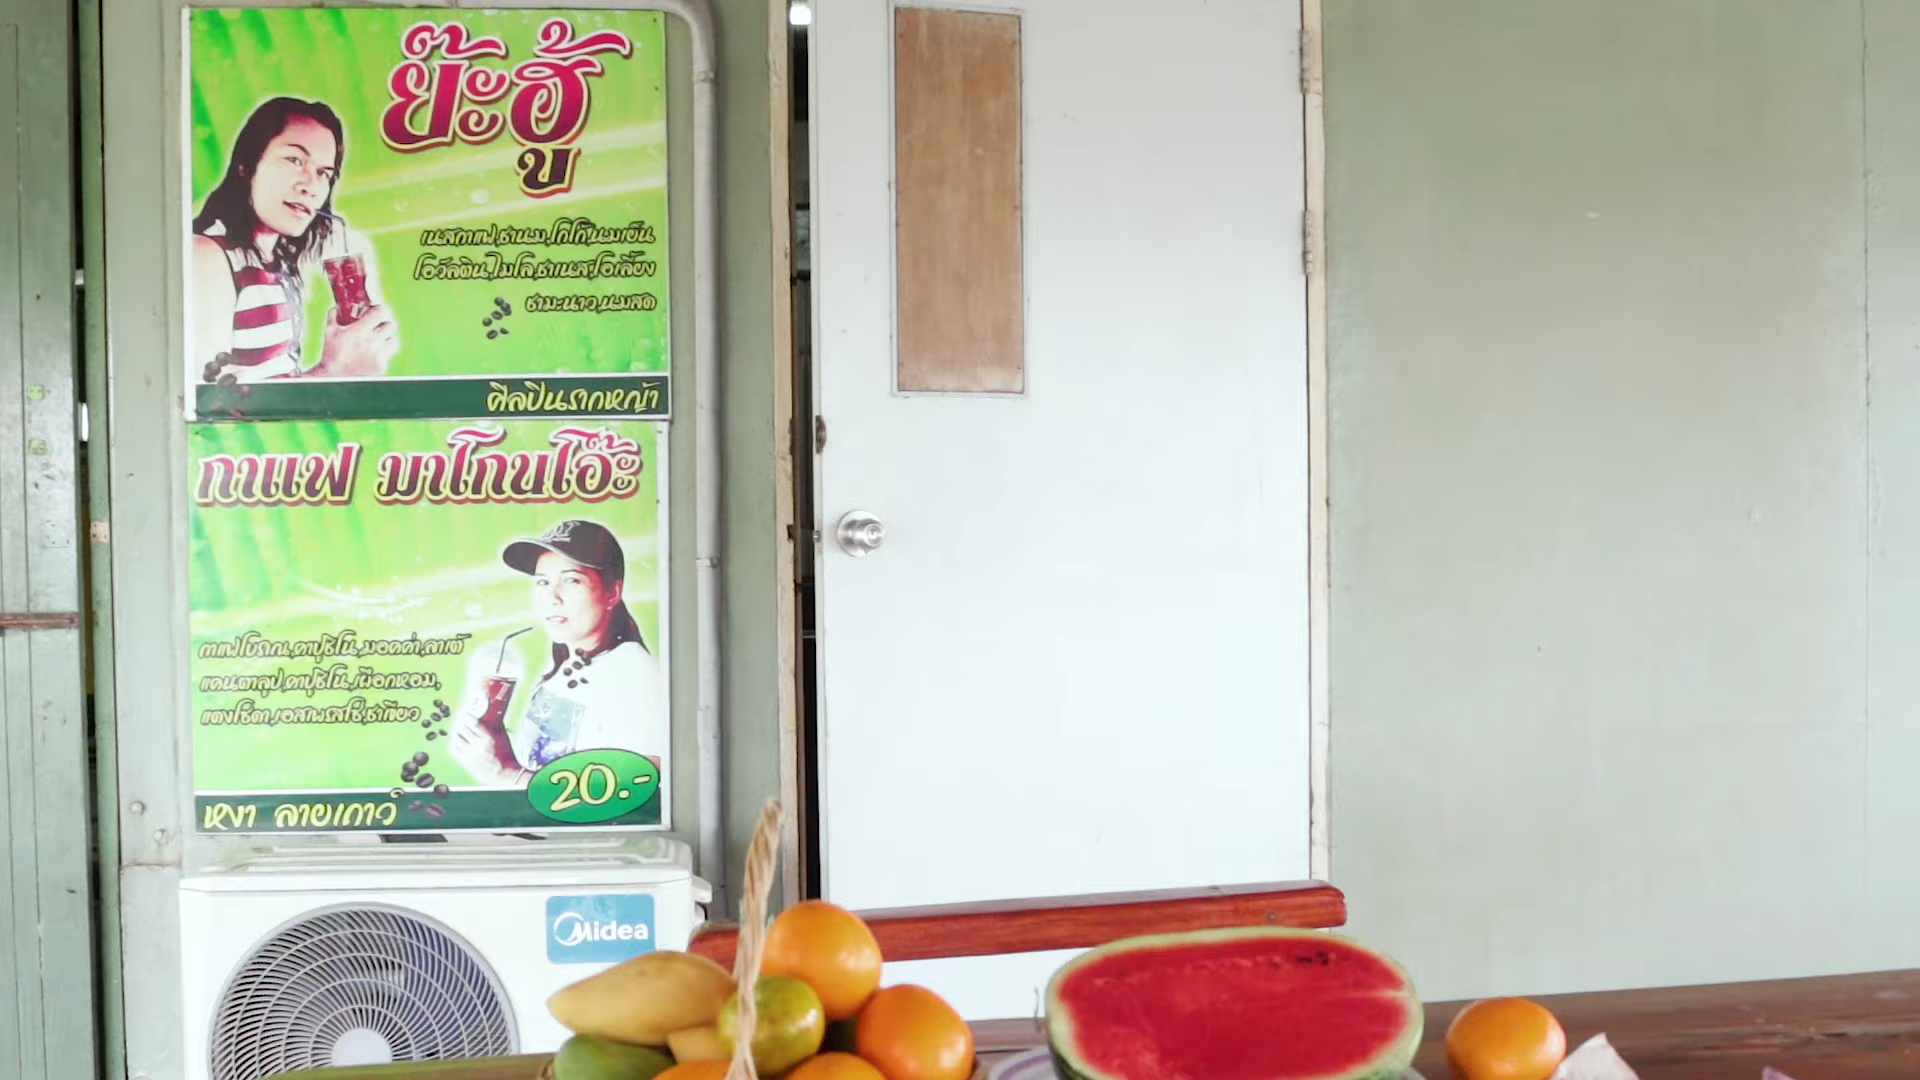 ย๊ะฮู้
บ
เนสกาแฟ,ชานม,โกโก้,นมเย็น
โอวัลติน,ไมโล,ชาเนส,โอเลี้ยง
ชามะนาว,นมสด
ศิลปินรากหญ้า
กาแฟ มาโกนโอ๊ะ
กาแฟโบราณ,คาปูชิโน,มอคค่า,ลาเต้
แคนตาลูป,คาปูชิโน,เผือกหอม,
แดงโซดา,เอสเพรสโซ่,ชาเขียว
20.-
หงา ลายเถาว์
Midea